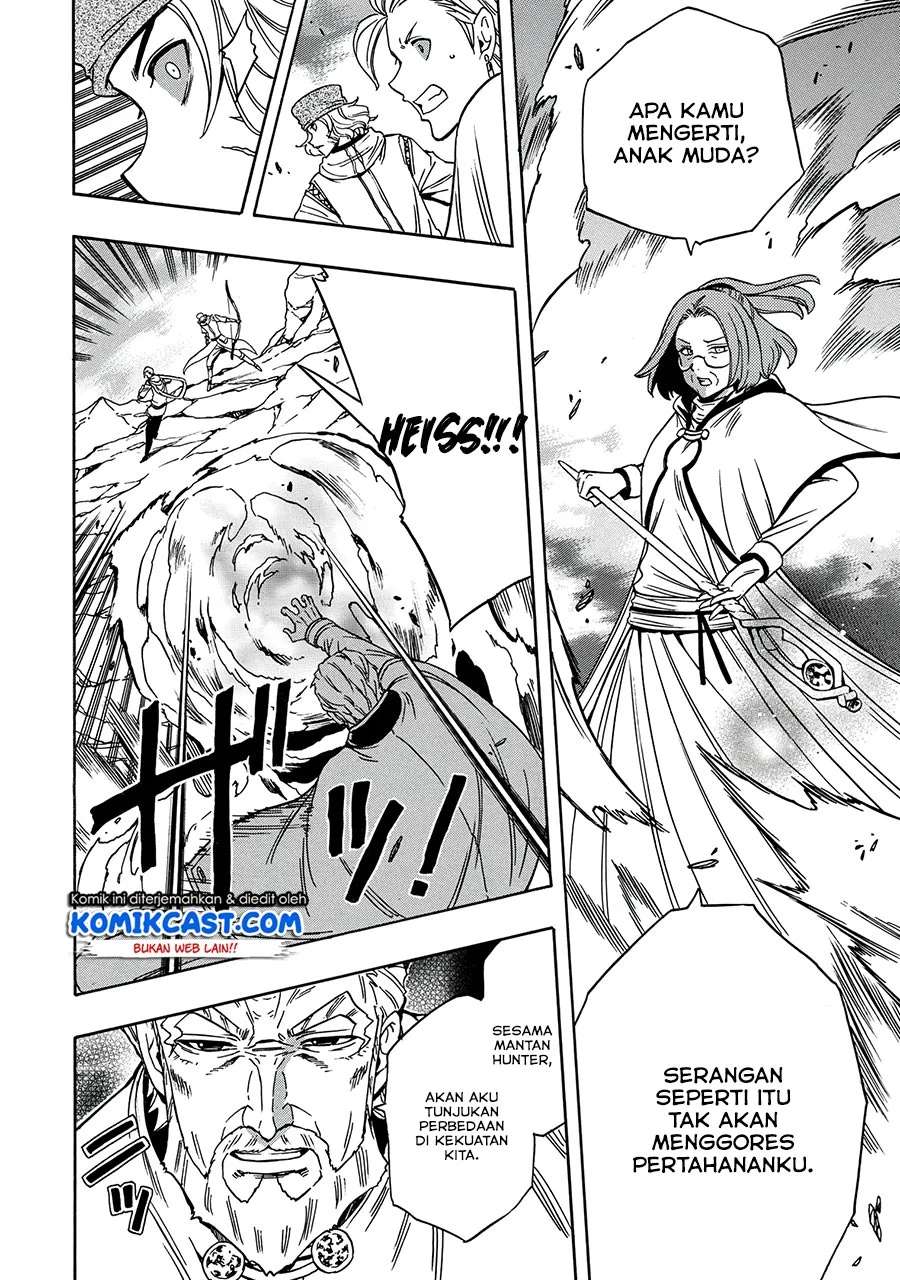 APA KAMU
MENGERTI,
ANAK MUDA?
SERANGAN
SEPERTI ITU
TAK AKAN
MENGGORES
PERTAHANANKU.
HEISS!!!
ザザッ!
Komik ini diterjemahkan & diedit oleh
KOMIKCAST.COM
BUKAN WEB LAIN!!
SESAMA
MANTAN
HUNTER,
AKAN AKU
TUNJUKAN
PERBEDAAN
DI KEKUATAN
KITA.
ニッ